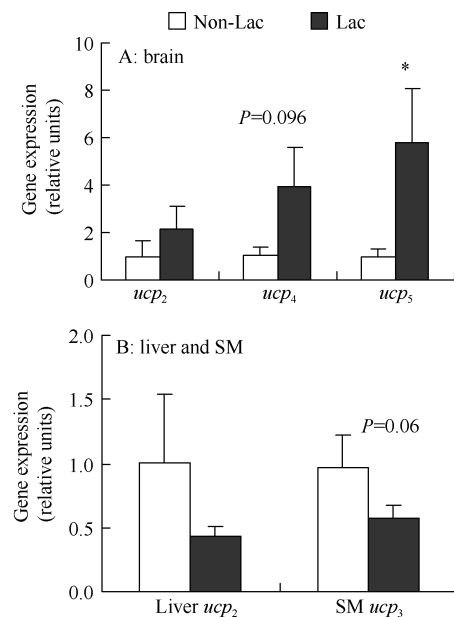 Non-Lac Lac
A: brain
Gene expression
(relative units)
10
8
6
4
2
0
P=0.096
*
ucp₂ ucp₄ ucp₅
B: liver and SM
Gene expression
(relative units)
2.0
1.5
1.0
0.5
0.0
P=0.06
Liver ucp₂ SM ucp₃